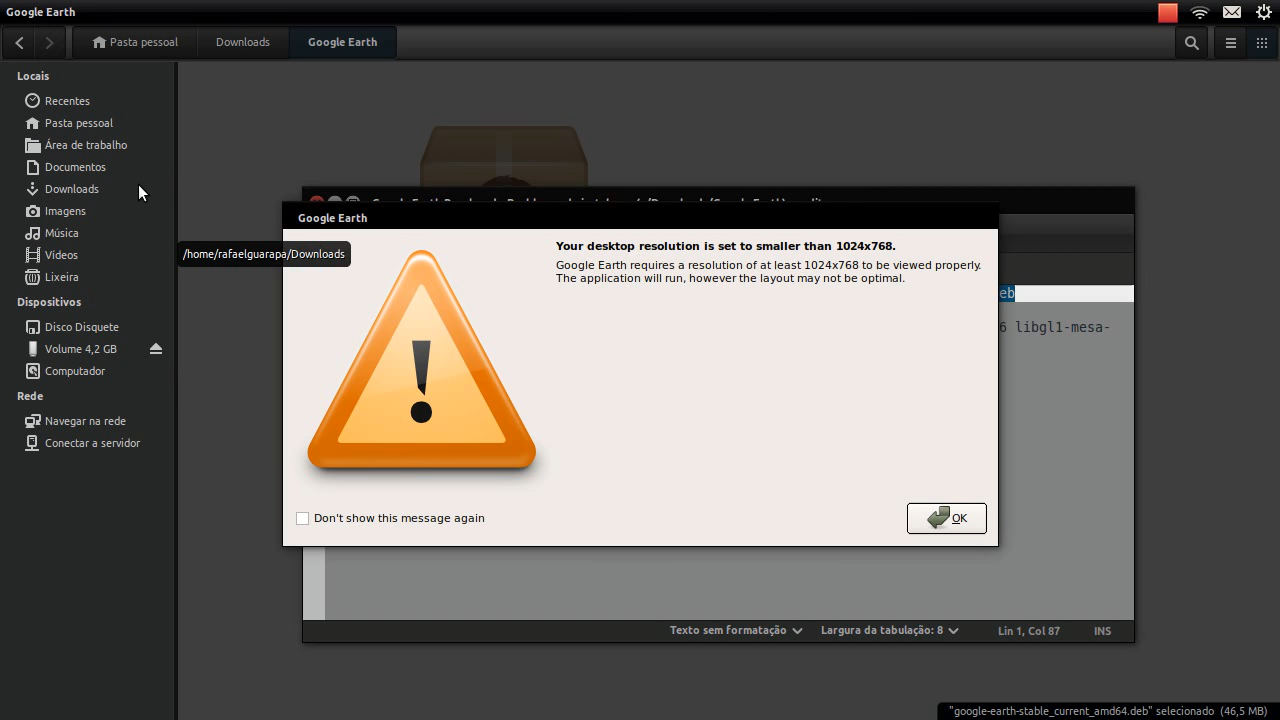 Google Earth
Pasta pessoal
Downloads
Google Earth
Locais
Recentes
Pasta pessoal
Área de trabalho
Documentos
Downloads
Imagens
Música
Vídeos
Lixeira
Dispositivos
Disco Disquete
Volume 4,2 GB
Computador
Rede
Navegar na rede
Conectar a servidor
/home/rafaelguarapa/Downloads
Google Earth
Your desktop resolution is set to smaller than 1024x768.
Google Earth requires a resolution of at least 1024x768 to be viewed properly.
The application will run, however the layout may not be optimal.
Don't show this message again
OK
eb
6 libgl1-mesa-
Texto sem formatação
Largura da tabulação: 8
Lin 1, Col 87
INS
"google-earth-stable_current_amd64.deb" selecionado (46,5 MB)